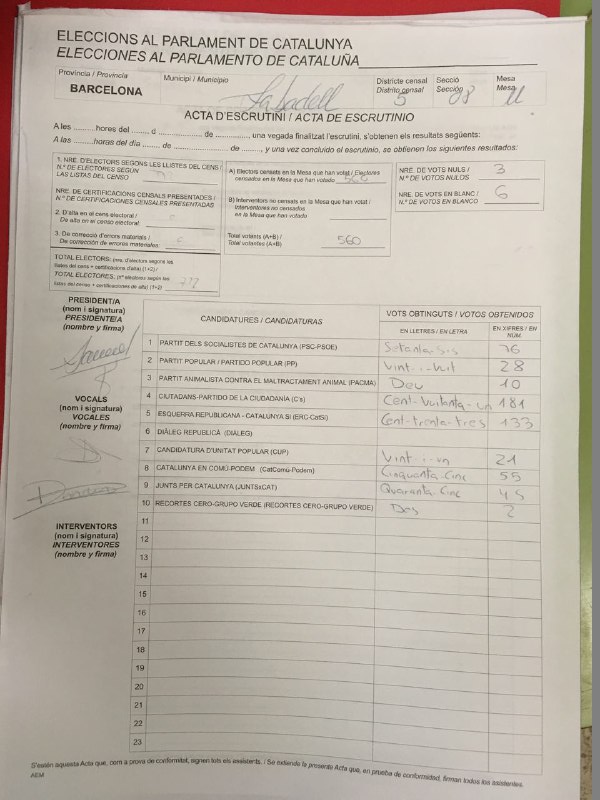 ELECCIONS AL PARLAMENT DE CATALUNYA
ELECCIONES AL PARLAMENTO DE CATALUÑA
Província / Provincia
BARCELONA
Municipi / Municipio
Sabadell
Districte censal
Distrito censal 5
Secció
Sección 08
Mesa
Mesa U
ACTA D'ESCRUTINI / ACTA DE ESCRUTINIO
A les ......... hores del ....... d ..................... de ............, una vegada finalitzat l'escrutini, s'obtenen els resultats següents:
A las .........horas del día ....... de ..................... de ........, y una vez concluido el escrutinio, se obtienen los siguientes resultados:
1. NRE. D'ELECTORS SEGONS LES LLISTES DEL CENS /
N.º DE ELECTORES SEGÚN
LAS LISTAS DEL CENSO
NRE. DE CERTIFICACIONS CENSALS PRESENTADES /
N.º DE CERTIFICACIONES CENSALES PRESENTADAS
2. D'alta en el cens electoral /
De alta en el censo electoral:
3. De correcció d'errores materials /
De corrección de errores materiales:
TOTAL ELECTORS: (nre. d'electors segons les
llistes del cens + certificacions d'alta) (1+2) /
TOTAL ELECTORES: (nº electores según las
listas del censo + certificaciones de alta) (1+2)
A) Electors censats en la Mesa que han votat / Electores
censados en la Mesa que han votado 560
B) Interventors no censats en la Mesa que han votat /
Interventores no censados
en la Mesa que han votado
Total votants (A+B) /
Total votantes (A+B) 560
NRE. DE VOTS NULS / 3
N.º DE VOTOS NULOS
NRE. DE VOTS EN BLANC / 6
N.º DE VOTOS EN BLANCO
PRESIDENT/A
(nom i signatura)
PRESIDENTE/A
(nombre y firma)
VOCALS
(nom i signatura)
VOCALES
(nombre y firma)
INTERVENTORS
(nom i signatura)
INTERVENTORES
(nombre y firma)
CANDIDATURES / CANDIDATURAS
VOTS OBTINGUTS / VOTOS OBTENIDOS
EN LLETRES / EN LETRA
EN XIFRES / EN NÚM.
1 PARTIT DELS SOCIALISTES DE CATALUNYA (PSC-PSOE) Setanta-sis 76
2 PARTIT POPULAR / PARTIDO POPULAR (PP) Vint-i-vuit 28
3 PARTIT ANIMALISTA CONTRA EL MALTRACTAMENT ANIMAL (PACMA) Deu 10
4 CIUTADANS-PARTIDO DE LA CIUDADANÍA (C's) Cent-vuitanta-un 181
5 ESQUERRA REPUBLICANA - CATALUNYA SÍ (ERC-CatSí) Cent-trenta-tres 133
6 DIÀLEG REPUBLICÀ (DIÀLEG)
7 CANDIDATURA D'UNITAT POPULAR (CUP) Vint-i-un 21
8 CATALUNYA EN COMÚ-PODEM (CatComú-Podem) Cinquanta-cinc 55
9 JUNTS PER CATALUNYA (JUNTSxCAT) Quaranta-cinc 45
10 RECORTES CERO-GRUPO VERDE (RECORTES CERO-GRUPO VERDE) Dos 2
11
12
13
14
15
16
17
18
19
20
21
22
23
S'estén aquesta Acta que, com a prova de conformitat, signen tots els assistents. / Se extiende la presente Acta que, en prueba de conformidad, firman todos los asistentes.
AEM